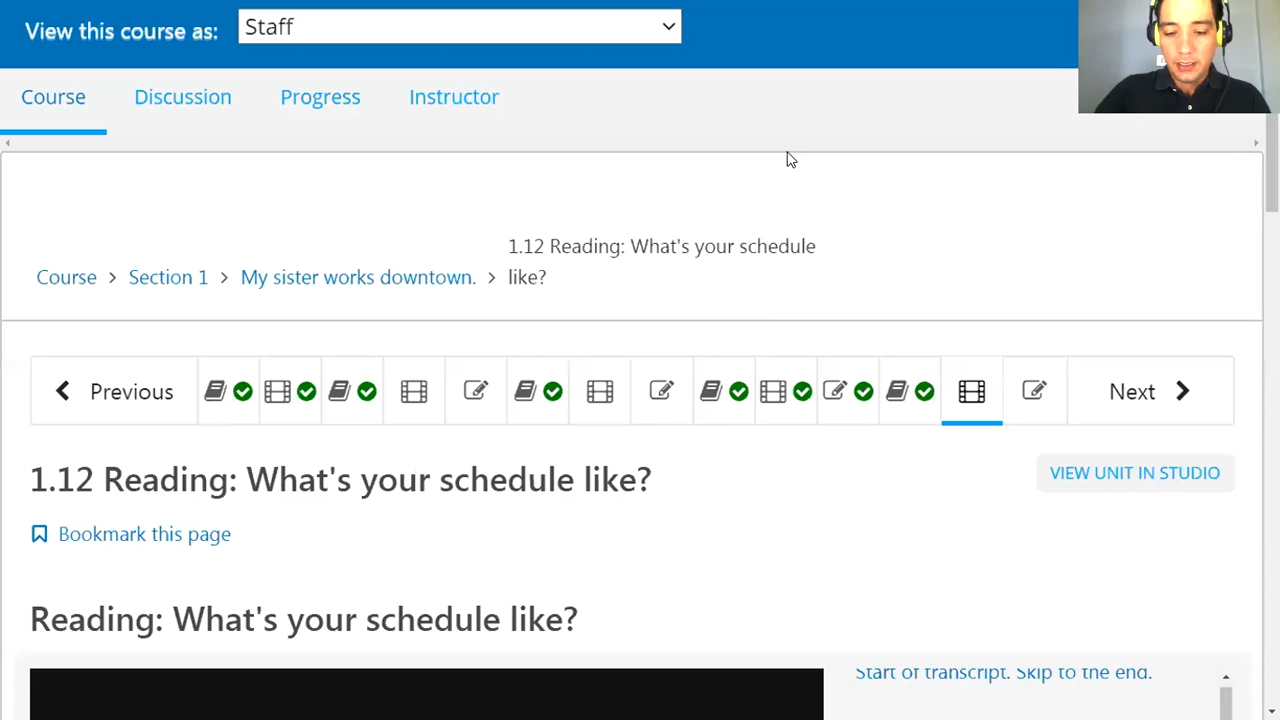 View this course as: Staff
Course Discussion Progress Instructor
1.12 Reading: What's your schedule
Course > Section 1 > My sister works downtown. > like?
Previous Next
1.12 Reading: What's your schedule like?
VIEW UNIT IN STUDIO
Bookmark this page
Reading: What's your schedule like?
Start of transcript. Skip to the end.